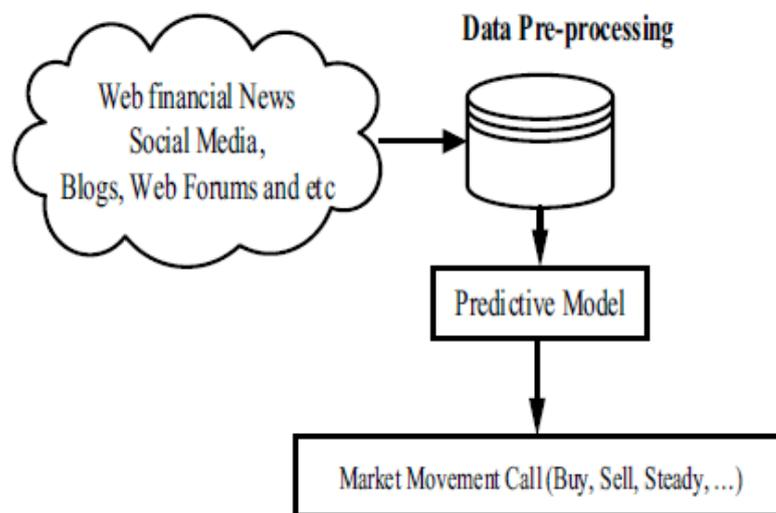 Data Pre-processing
Web financial News
Social Media,
Blogs, Web Forums and etc
Predictive Model
Market Movement Call (Buy, Sell, Steady, ...)